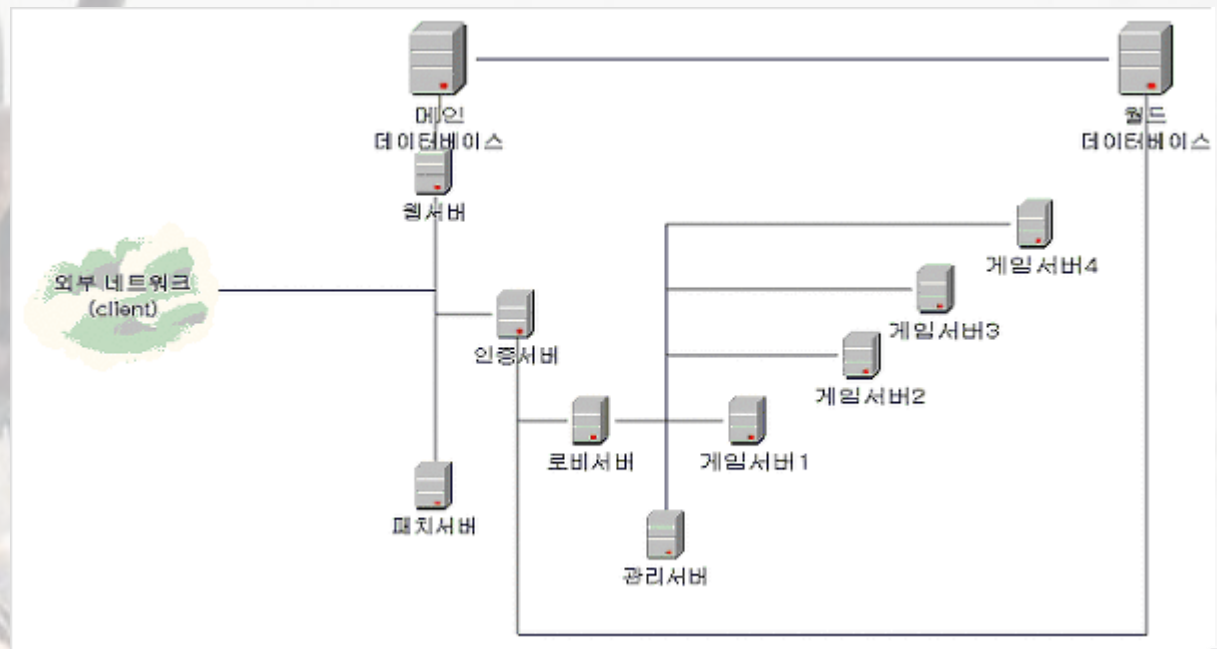 메인
데이터베이스
월드
데이터베이스
웹서버
게임서버4
외부 네트워크
(client)
게임서버3
인증서버
게임서버2
로비서버
게임서버1
패치서버
관리서버